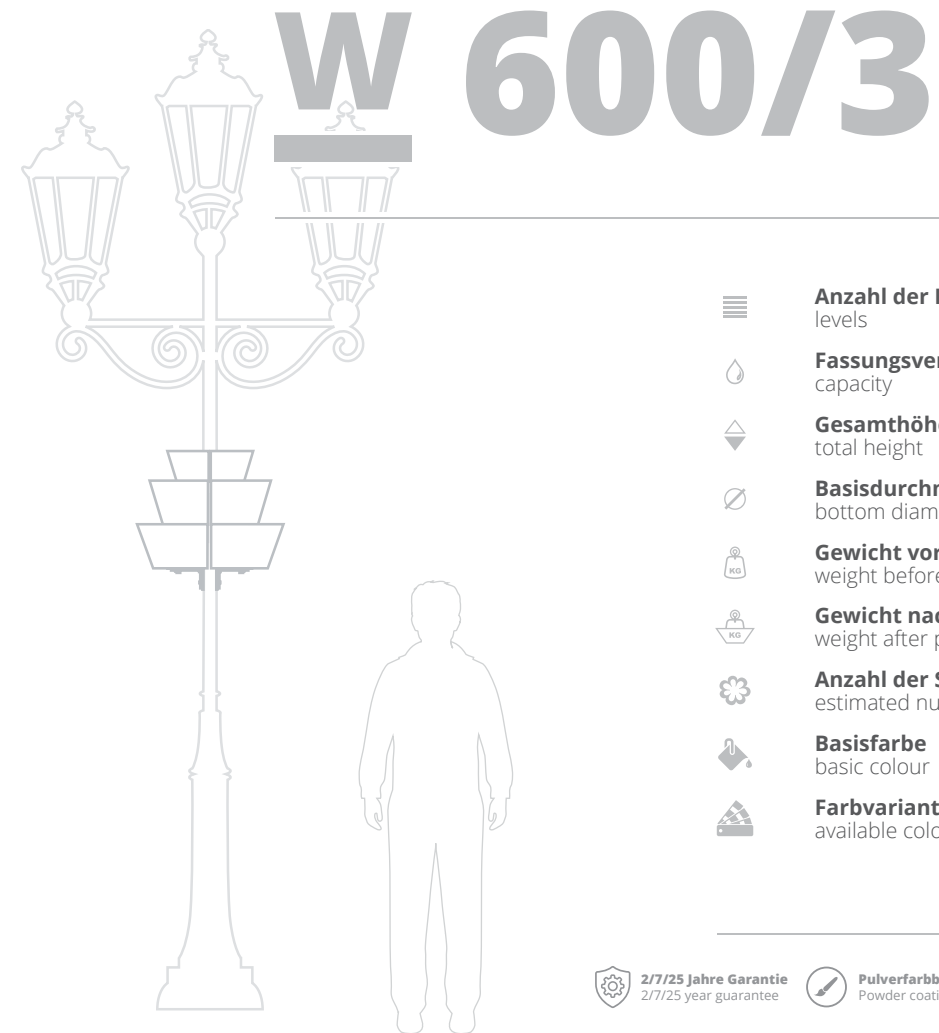 W 600/3
Anzahl der
levels
Fassungsver
capacity
Gesamthöhe
total height
Basisdurchm
bottom diam
Gewicht vor
weight before
Gewicht nac
weight after p
Anzahl der S
estimated nu
Basisfarbe
basic colour
Farbvariant
available colo
KG
KG
2/7/25 Jahre Garantie
2/7/25 year guarantee
Pulverfarbb
Powder coati